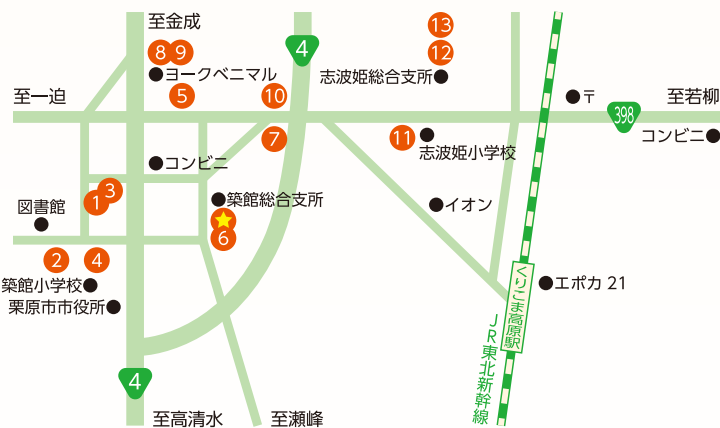 至金成
13
8 9
4
12
ヨークベニマル
志波姫総合支所
至一迫
5
10
〒
至若柳
398
7
11
コンビニ
志波姫小学校
コンビニ
3
1
築館総合支所
図書館
イオン
6
2
4
築館小学校
エポカ 21
栗原市市役所
くりこま高原駅
JR東北新幹線
4
至高清水
至瀬峰